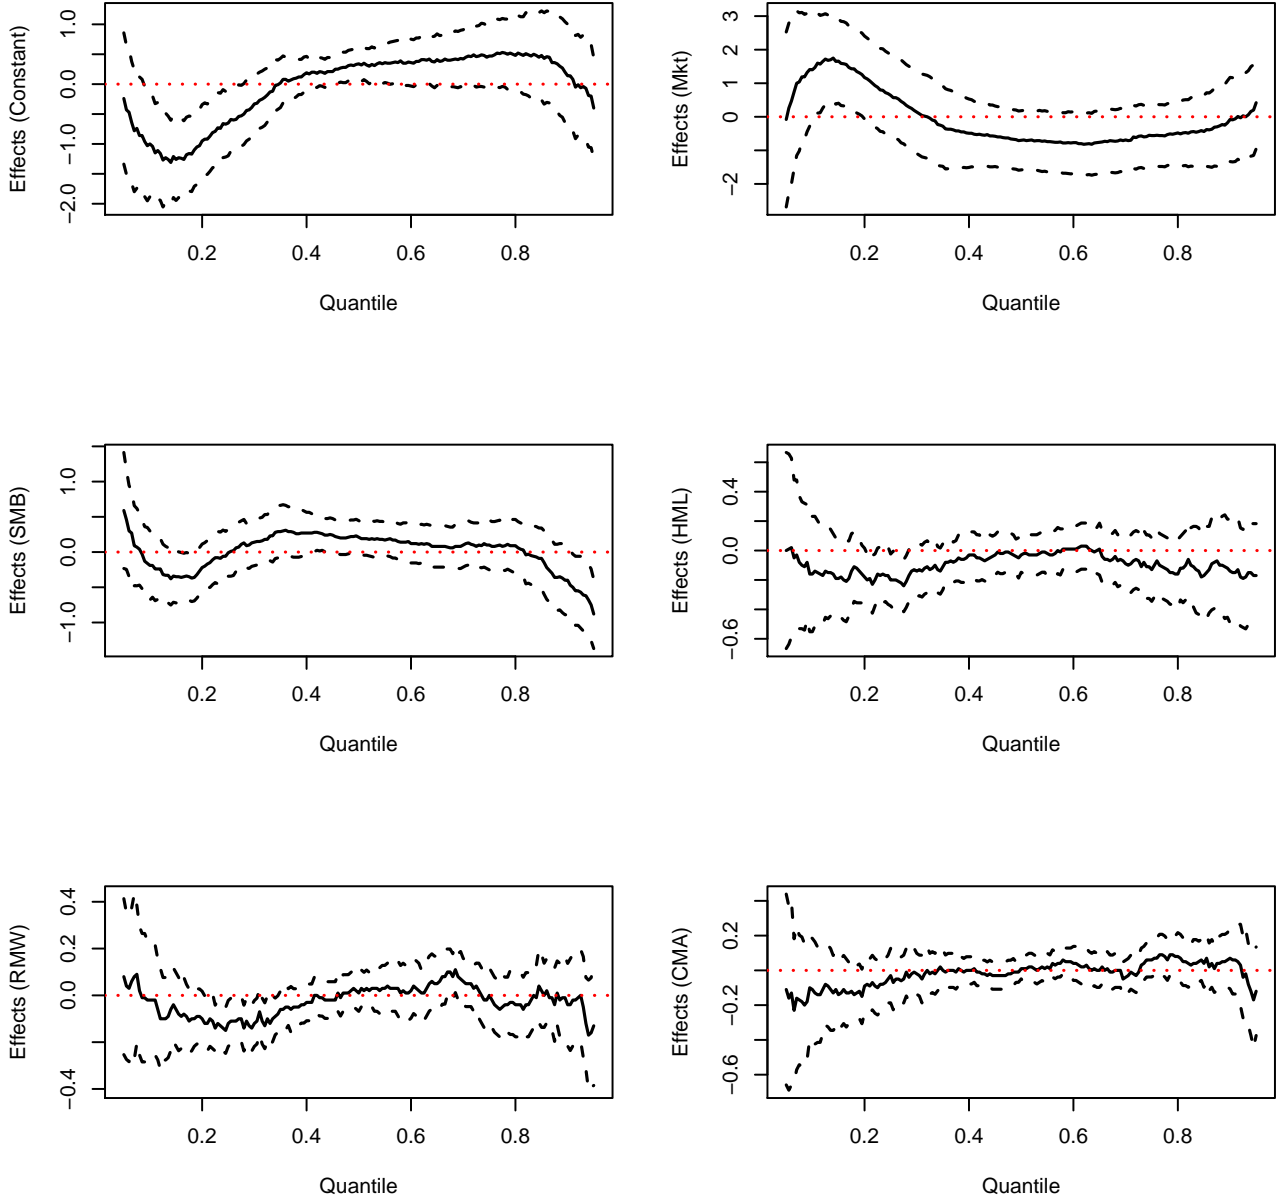 Effects (Constant)
1.0
0.0
−1.0
−2.0
0.2 0.4 0.6 0.8
Quantile
Effects (Mkt)
3
2
1
0
−2
0.2 0.4 0.6 0.8
Quantile
Effects (SMB)
1.0
0.0
−1.0
0.2 0.4 0.6 0.8
Quantile
Effects (HML)
0.4
0.0
−0.6
0.2 0.4 0.6 0.8
Quantile
Effects (RMW)
0.4
0.2
0.0
−0.4
0.2 0.4 0.6 0.8
Quantile
Effects (CMA)
0.2
−0.2
−0.6
0.2 0.4 0.6 0.8
Quantile